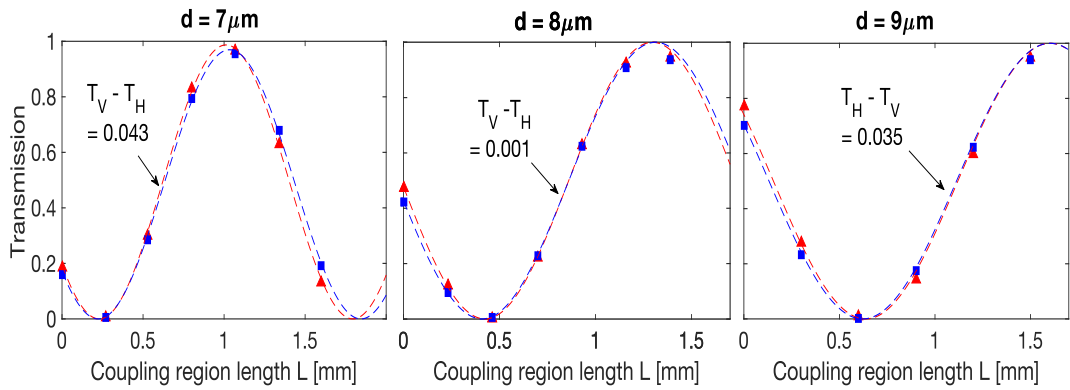 d = 7μm
d = 8μm
d = 9μm
Transmission
1
0.8
0.6
0.4
0.2
0
T_V - T_H
= 0.043
0
0.5
1
1.5
Coupling region length L [mm]
T_V - T_H
= 0.001
0
0.5
1
1.5
Coupling region length L [mm]
T_H - T_V
= 0.035
0
0.5
1
1.5
Coupling region length L [mm]